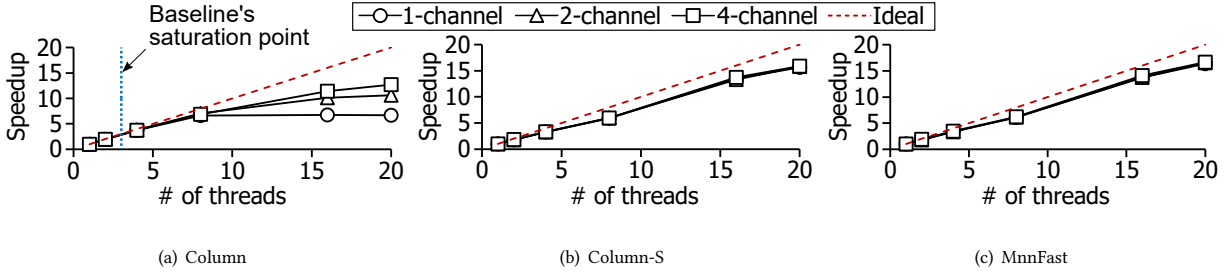 Baseline's
saturation point
1-channel 2-channel 4-channel Ideal
Speedup
20
15
10
5
0
0 5 10 15 20
# of threads
(a) Column
Speedup
20
15
10
5
0
0 5 10 15 20
# of threads
(b) Column-S
Speedup
20
15
10
5
0
0 5 10 15 20
# of threads
(c) MnnFast